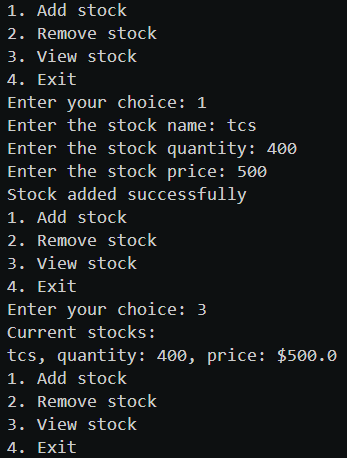 1. Add stock
2. Remove stock
3. View stock
4. Exit
Enter your choice: 1
Enter the stock name: tcs
Enter the stock quantity: 400
Enter the stock price: 500
Stock added successfully
1. Add stock
2. Remove stock
3. View stock
4. Exit
Enter your choice: 3
Current stocks:
tcs, quantity: 400, price: $500.0
1. Add stock
2. Remove stock
3. View stock
4. Exit